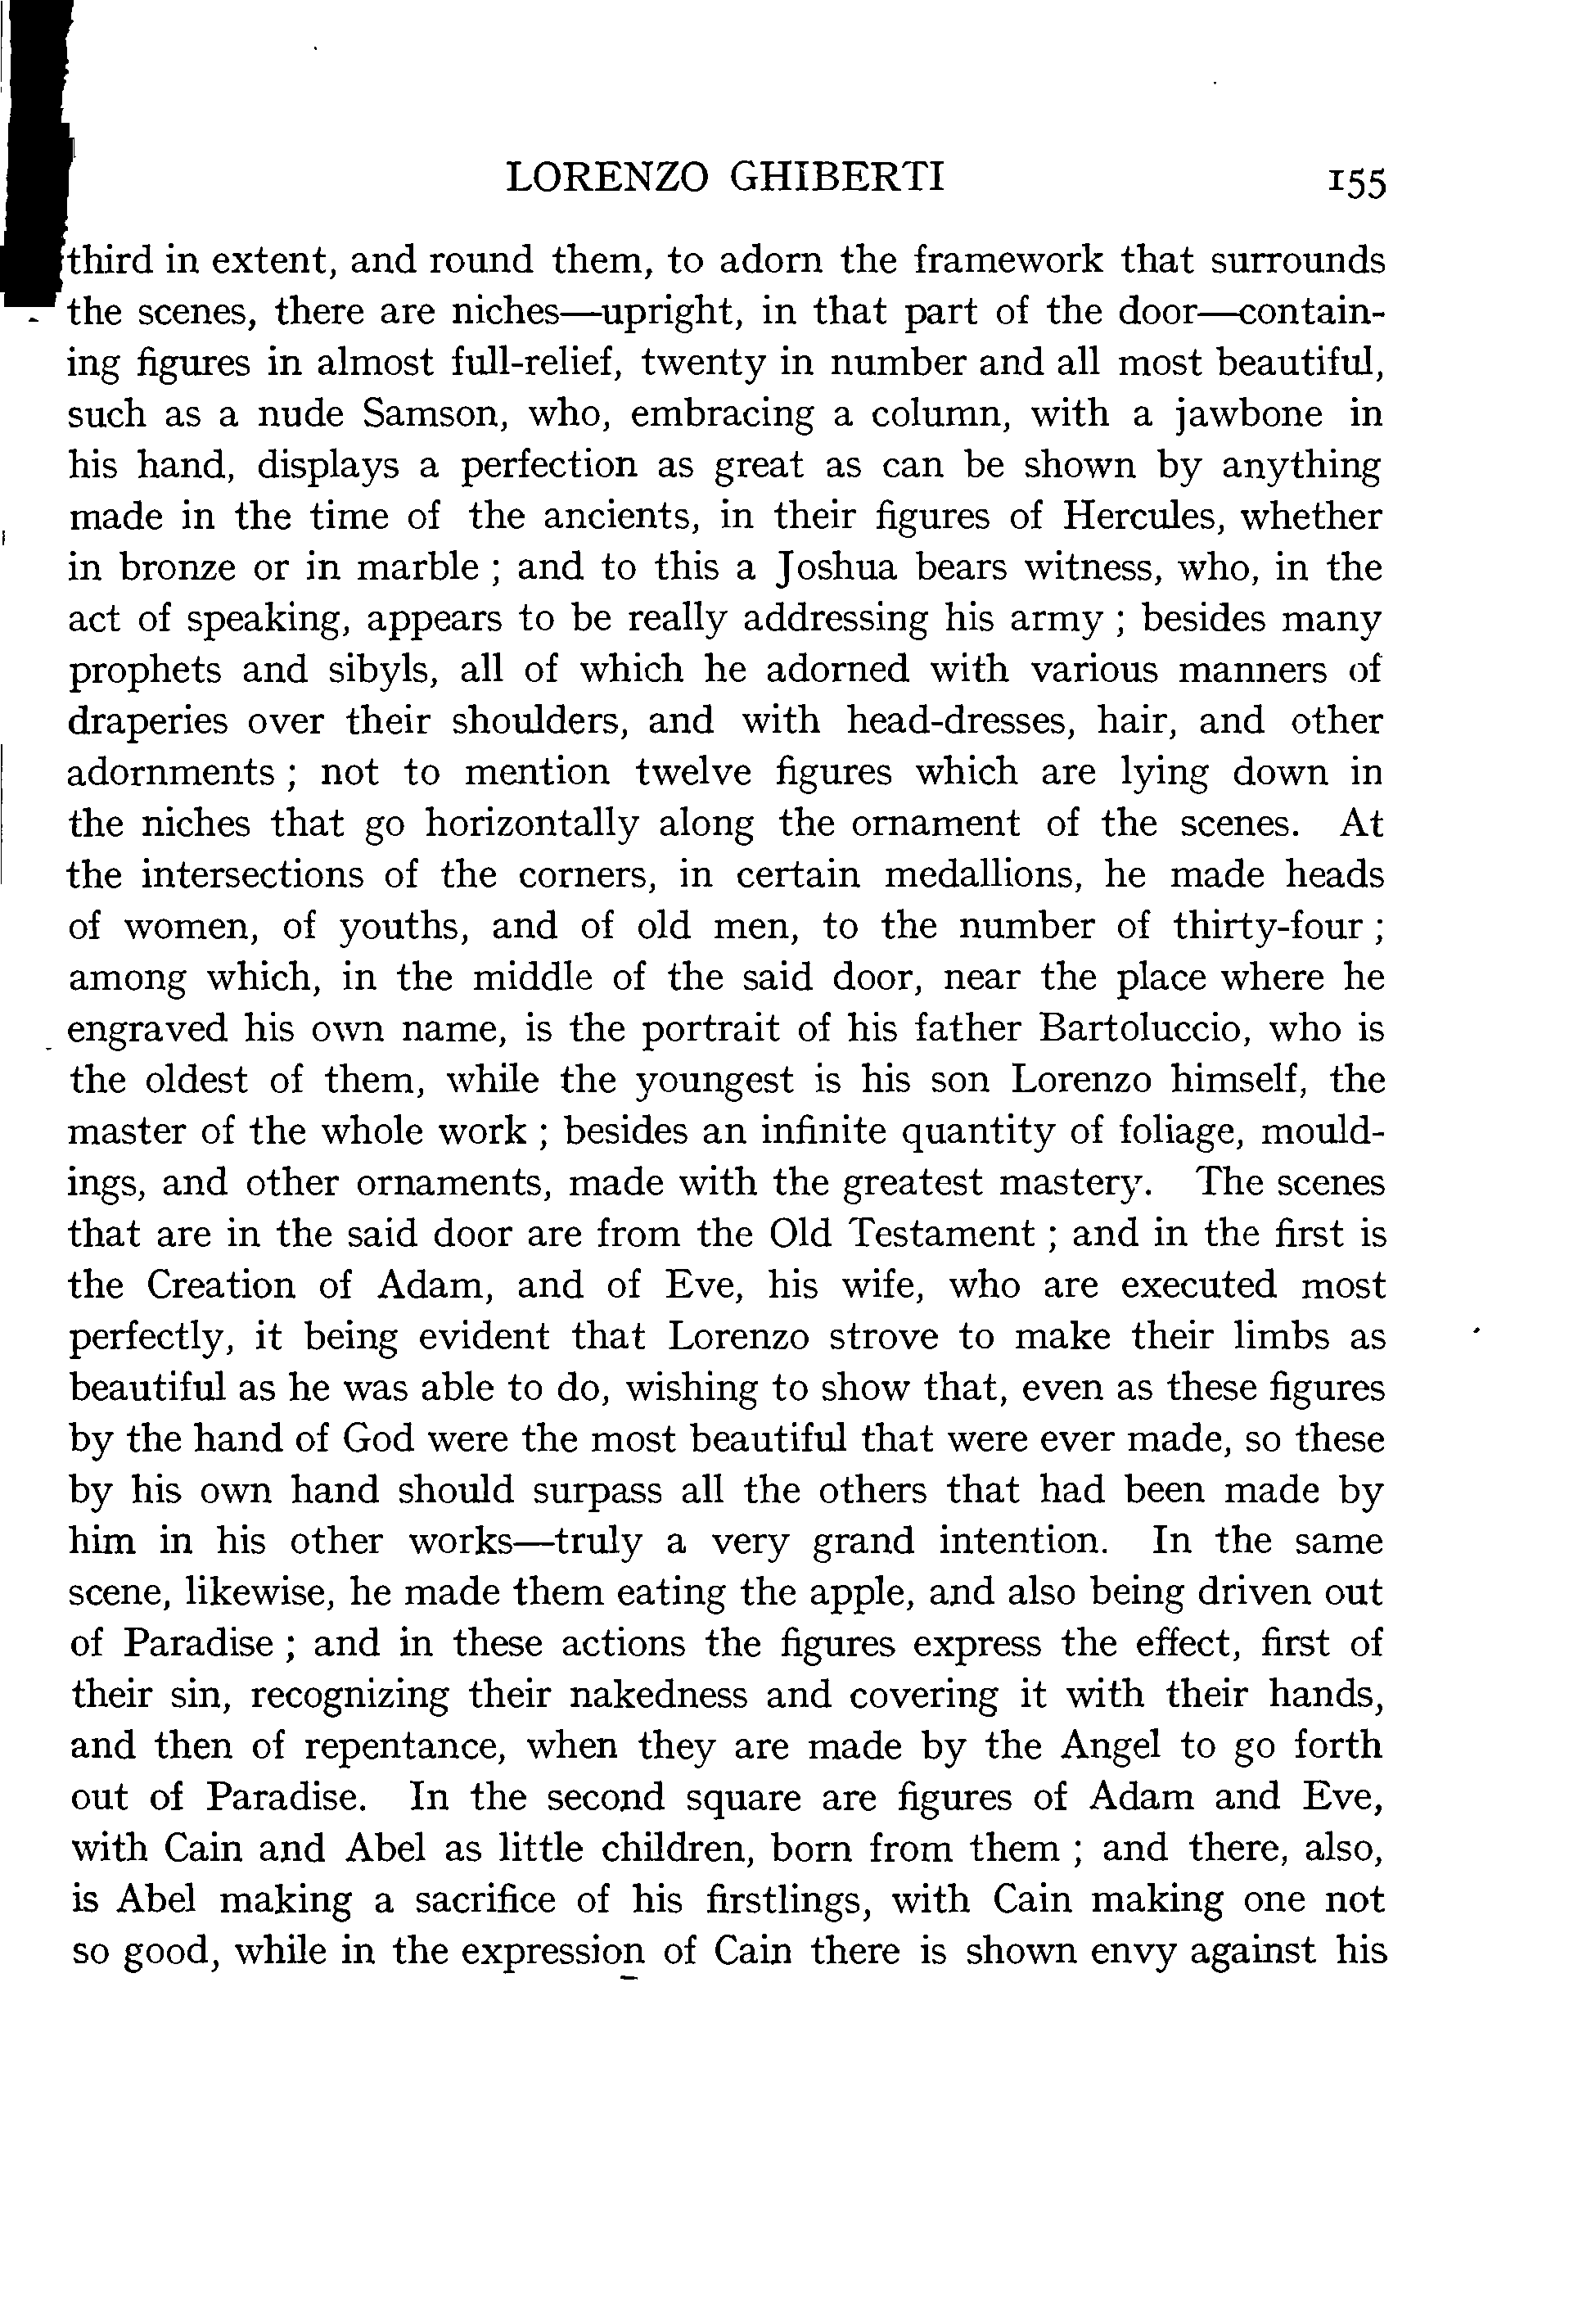 LORENZO GHIBERTI 155
third in extent, and round them, to adorn the framework that surrounds
the scenes, there are niches—upright, in that part of the door—contain-
ing figures in almost full-relief, twenty in number and all most beautiful,
such as a nude Samson, who, embracing a column, with a jawbone in
his hand, displays a perfection as great as can be shown by anything
made in the time of the ancients, in their figures of Hercules, whether
in bronze or in marble ; and to this a Joshua bears witness, who, in the
act of speaking, appears to be really addressing his army ; besides many
prophets and sibyls, all of which he adorned with various manners of
draperies over their shoulders, and with head-dresses, hair, and other
adornments ; not to mention twelve figures which are lying down in
the niches that go horizontally along the ornament of the scenes. At
the intersections of the corners, in certain medallions, he made heads
of women, of youths, and of old men, to the number of thirty-four ;
among which, in the middle of the said door, near the place where he
engraved his own name, is the portrait of his father Bartoluccio, who is
the oldest of them, while the youngest is his son Lorenzo himself, the
master of the whole work ; besides an infinite quantity of foliage, mould-
ings, and other ornaments, made with the greatest mastery. The scenes
that are in the said door are from the Old Testament ; and in the first is
the Creation of Adam, and of Eve, his wife, who are executed most
perfectly, it being evident that Lorenzo strove to make their limbs as
beautiful as he was able to do, wishing to show that, even as these figures
by the hand of God were the most beautiful that were ever made, so these
by his own hand should surpass all the others that had been made by
him in his other works—truly a very grand intention. In the same
scene, likewise, he made them eating the apple, and also being driven out
of Paradise ; and in these actions the figures express the effect, first of
their sin, recognizing their nakedness and covering it with their hands,
and then of repentance, when they are made by the Angel to go forth
out of Paradise. In the second square are figures of Adam and Eve,
with Cain and Abel as little children, born from them ; and there, also,
is Abel making a sacrifice of his firstlings, with Cain making one not
so good, while in the expression of Cain there is shown envy against his